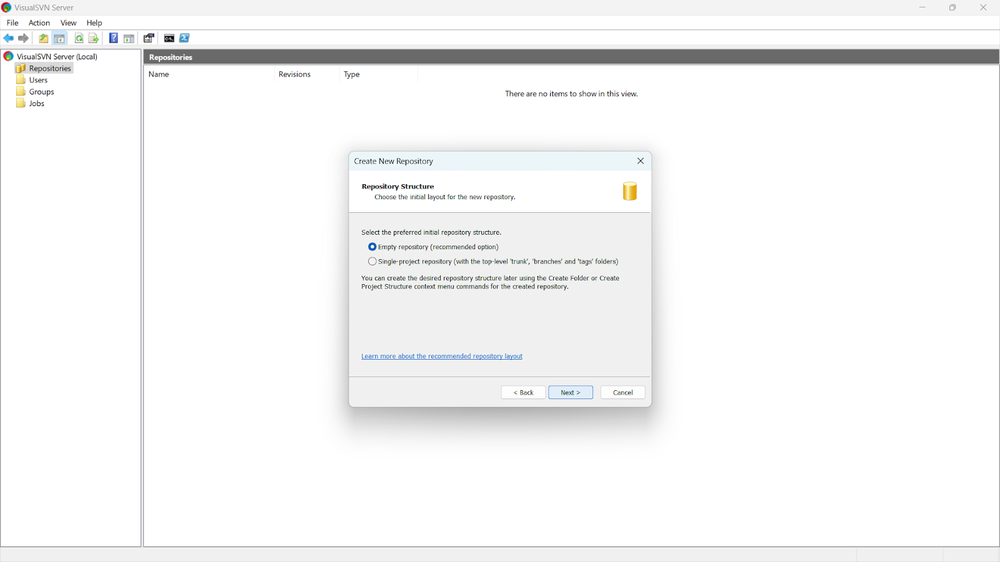 VisualSVN Server
File Action View Help
VisualSVN Server (Local)
Repositories
Users
Groups
Jobs
Repositories
Name Revisions Type
There are no items to show in this view.
Create New Repository
Repository Structure
Choose the initial layout for the new repository.
Select the preferred initial repository structure.
Empty repository (recommended option)
Single-project repository (with the top-level 'trunk', 'branches' and 'tags' folders)
You can create the desired repository structure later using the Create Folder or Create
Project Structure context menu commands for the created repository.
Learn more about the recommended repository layout
< Back Next > Cancel